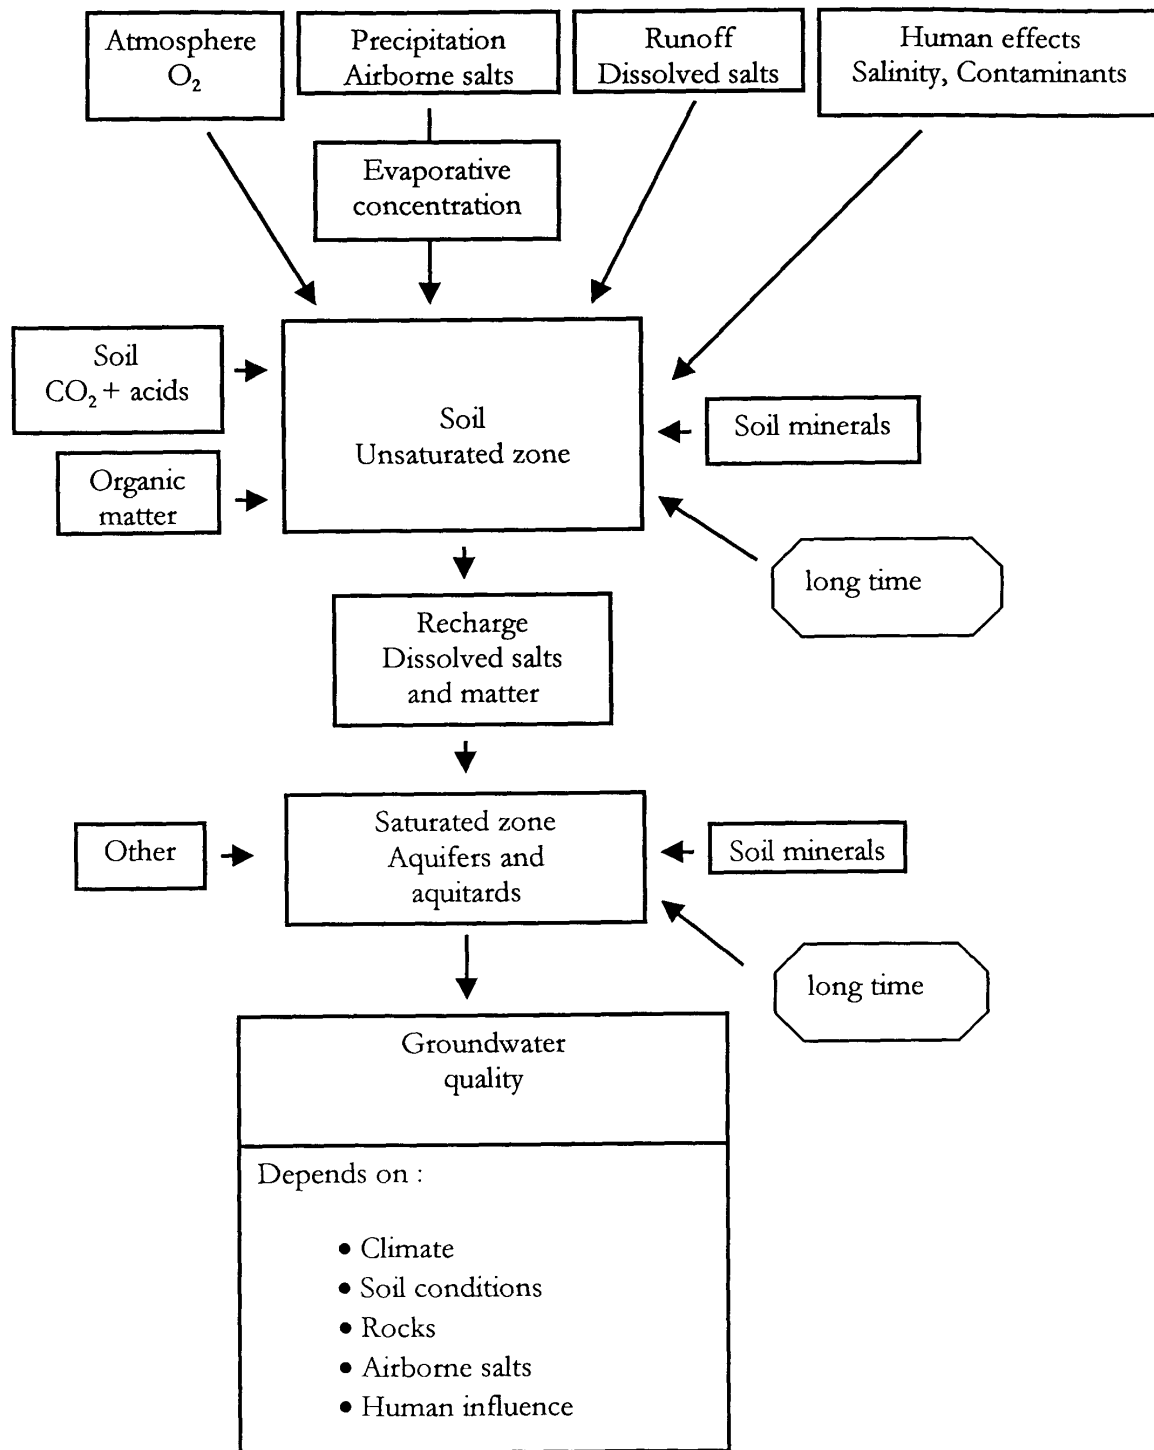 Atmosphere
O₂
Precipitation
Airborne salts
Runoff
Dissolved salts
Human effects
Salinity, Contaminants
Evaporative
concentration
Soil
CO₂ + acids
Organic
matter
Soil
Unsaturated zone
Soil minerals
long time
Recharge
Dissolved salts
and matter
Other
Saturated zone
Aquifers and
aquitards
Soil minerals
long time
Groundwater
quality
Depends on :
• Climate
• Soil conditions
• Rocks
• Airborne salts
• Human influence